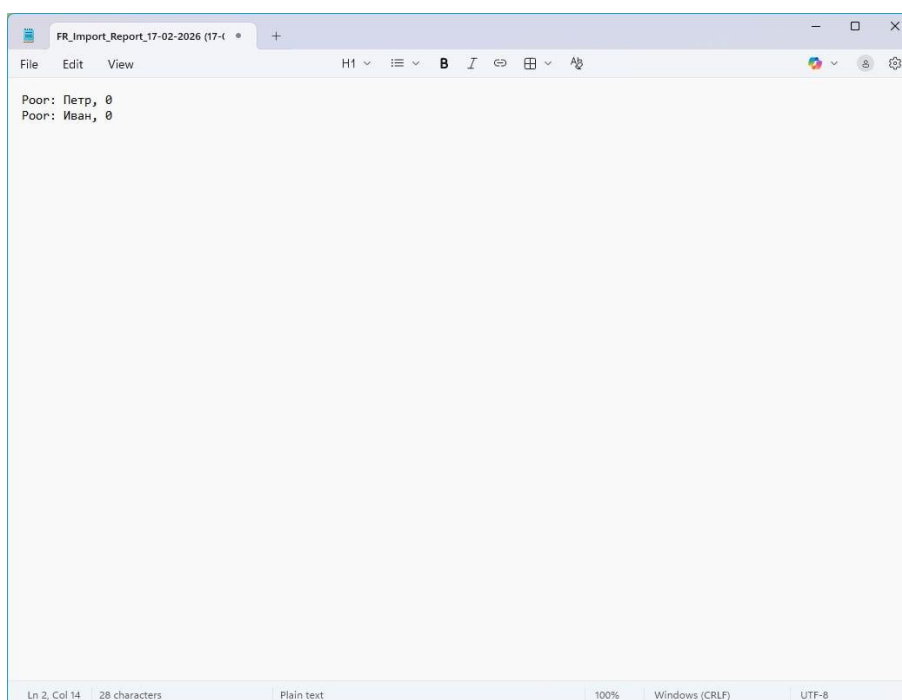 FR_Import_Report_17-02-2026 (17-(
File Edit View H1 B I
Poor: Петр, 0
Poor: Иван, 0
Ln 2, Col 14 28 characters Plain text 100% Windows (CRLF) UTF-8